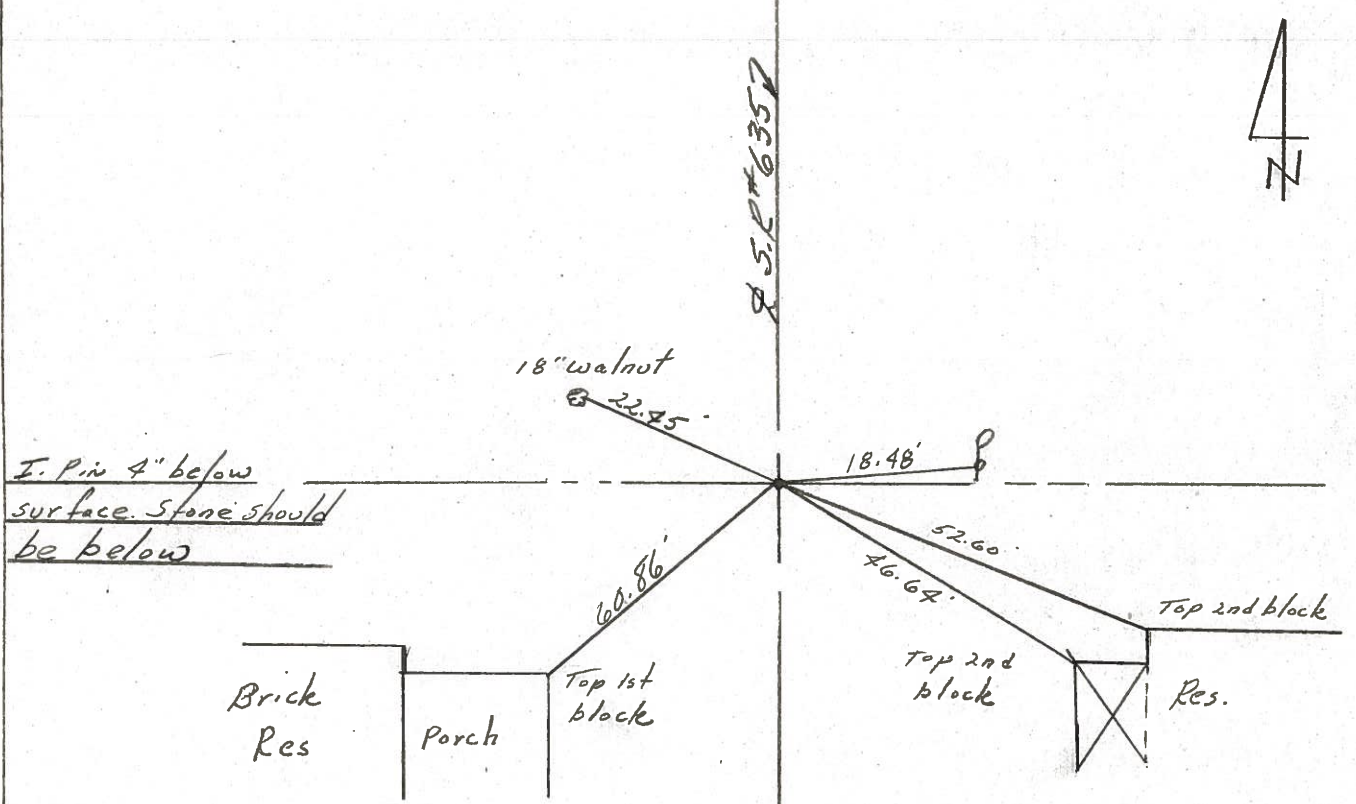 N
℄ S.R #635
18" walnut
22.45'
18.48'
I. Pin 4" below
surface. Stone should
be below
52.60'
46.64'
60.86'
Top 2nd block
Top 1st
block
Top 2nd
block
Brick
Res
Porch
Res.